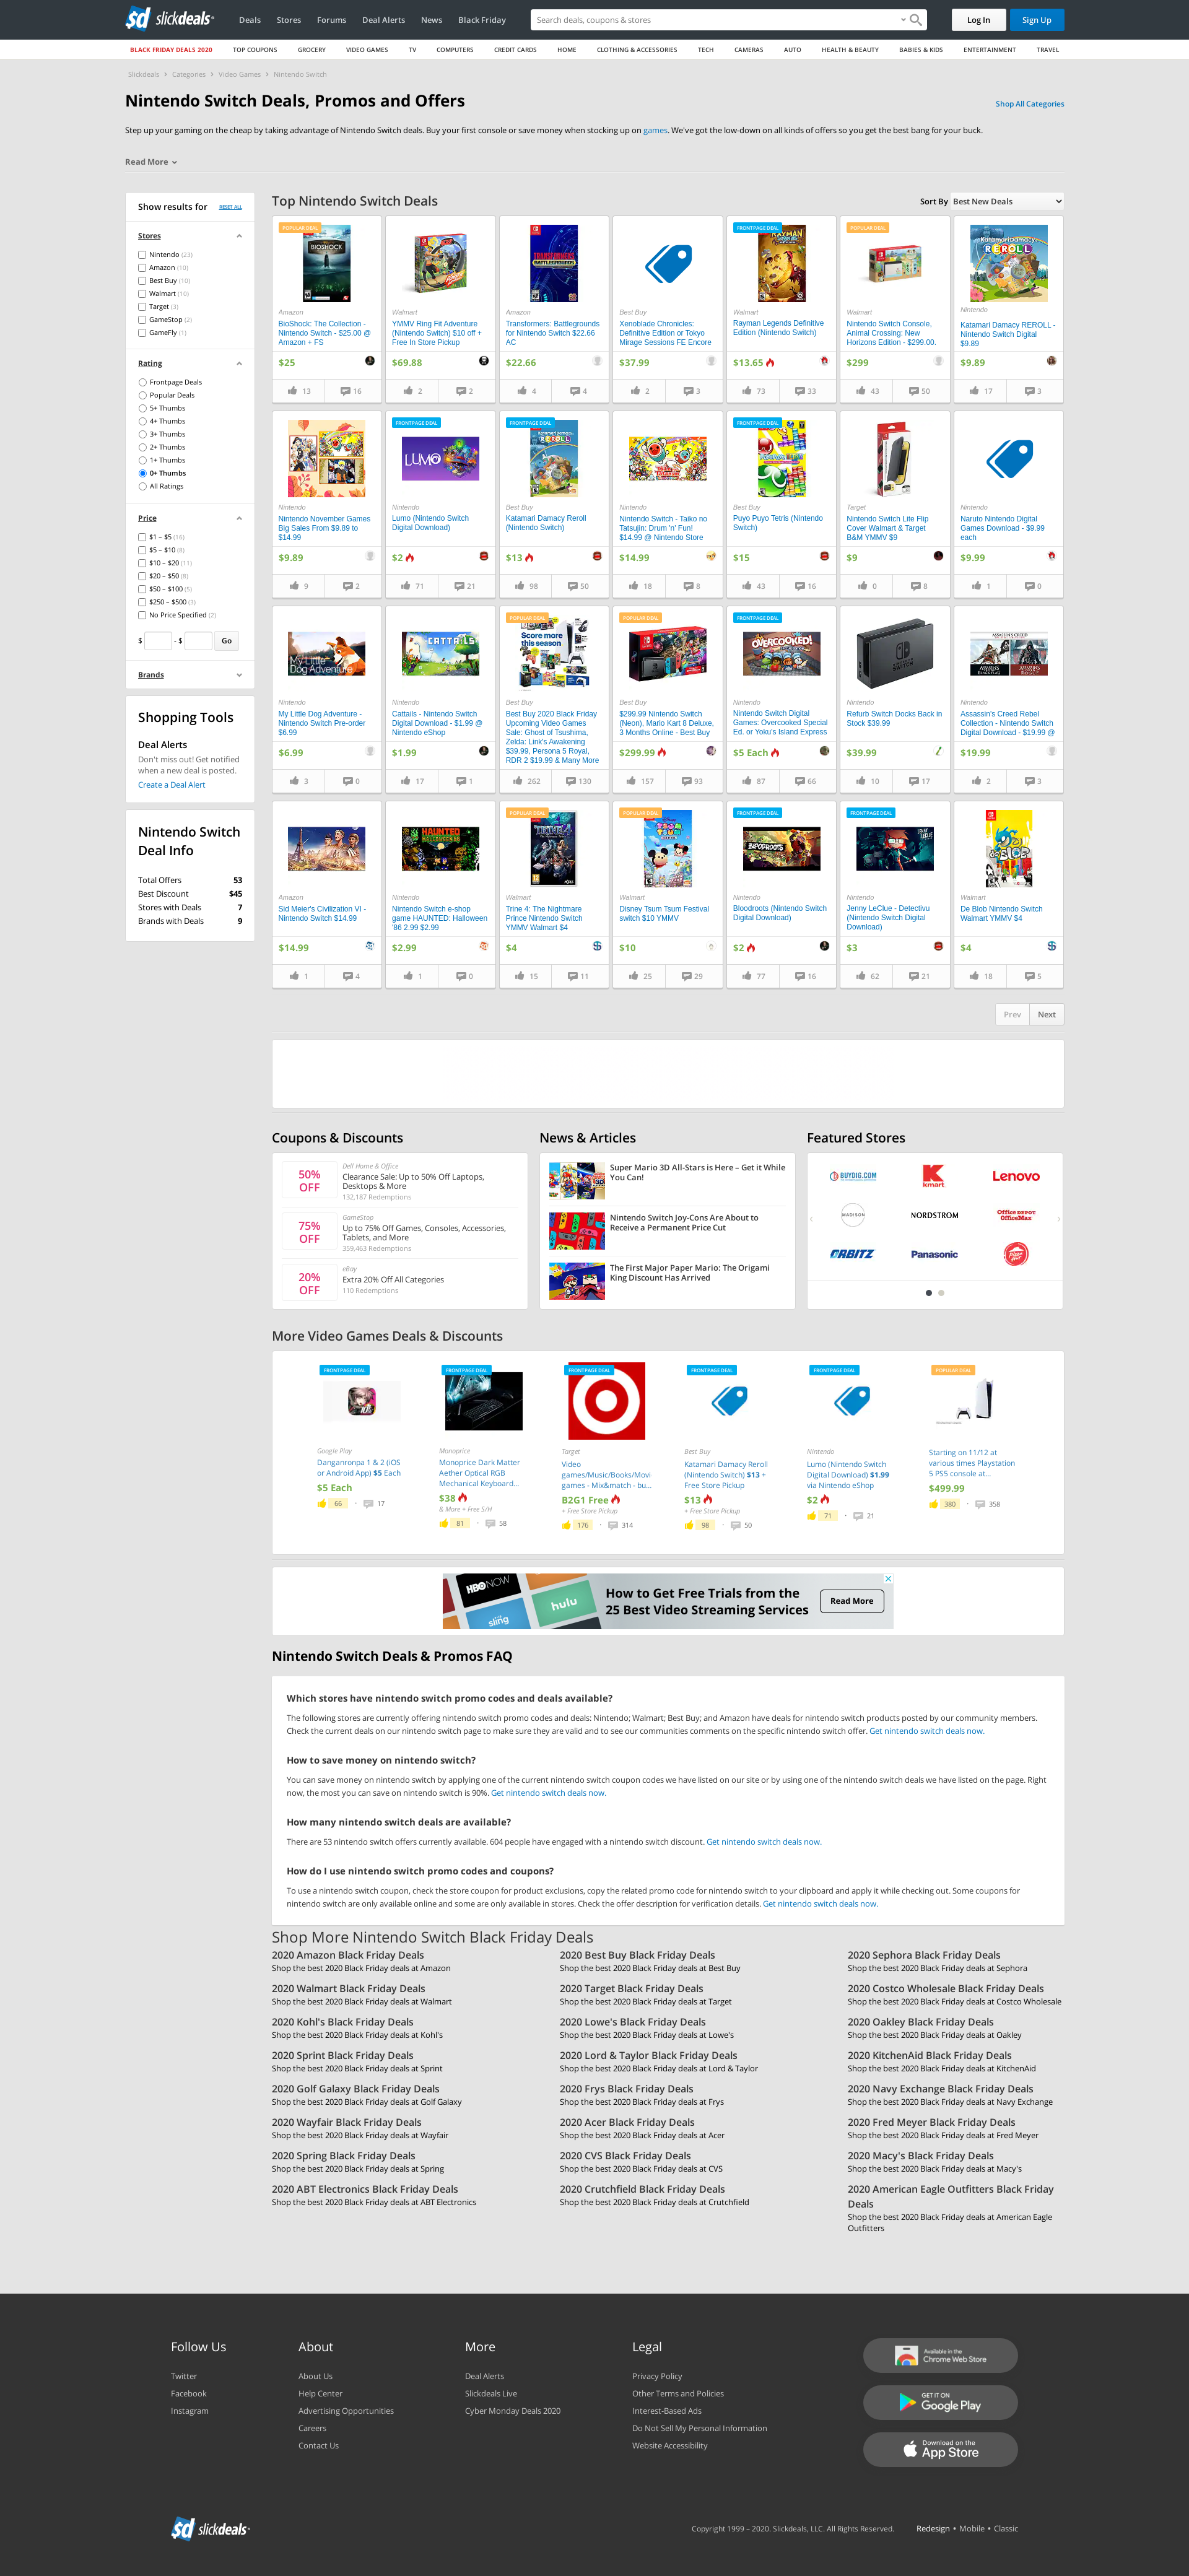 slickdeals
Deals
Stores
Forums
Deal Alerts
News
Black Friday
Search deals, coupons & stores
Log In
Sign Up
BLACK FRIDAY DEALS 2020
TOP COUPONS
GROCERY
VIDEO GAMES
TV
COMPUTERS
CREDIT CARDS
HOME
CLOTHING & ACCESSORIES
TECH
CAMERAS
AUTO
HEALTH & BEAUTY
BABIES & KIDS
ENTERTAINMENT
TRAVEL
Slickdeals › Categories › Video Games › Nintendo Switch
Nintendo Switch Deals, Promos and Offers
Shop All Categories
Step up your gaming on the cheap by taking advantage of Nintendo Switch deals. Buy your first console or save money when stocking up on games. We've got the low-down on all kinds of offers so you get the best bang for your buck.
Read More
Show results for
RESET ALL
Stores
Nintendo (23)
Amazon (10)
Best Buy (10)
Walmart (10)
Target (3)
GameStop (2)
GameFly (1)
Rating
Frontpage Deals
Popular Deals
5+ Thumbs
4+ Thumbs
3+ Thumbs
2+ Thumbs
1+ Thumbs
0+ Thumbs
All Ratings
Price
$1 – $5 (16)
$5 – $10 (8)
$10 – $20 (11)
$20 – $50 (8)
$50 – $100 (5)
$250 – $500 (3)
No Price Specified (2)
$ - $ Go
Brands
Shopping Tools
Deal Alerts
Don't miss out! Get notified
when a new deal is posted.
Create a Deal Alert
Nintendo Switch
Deal Info
Total Offers 53
Best Discount $45
Stores with Deals 7
Brands with Deals 9
Top Nintendo Switch Deals
Sort By Best New Deals
POPULAR DEAL
BIOSHOCK
Amazon
BioShock: The Collection -
Nintendo Switch - $25.00 @
Amazon + FS
$25
13 16
Walmart
YMMV Ring Fit Adventure
(Nintendo Switch) $10 off +
Free In Store Pickup
$69.88
2 2
Amazon
Transformers: Battlegrounds
for Nintendo Switch $22.66
AC
$22.66
4 4
Best Buy
Xenoblade Chronicles:
Definitive Edition or Tokyo
Mirage Sessions FE Encore
$37.99
2 3
FRONTPAGE DEAL
RAYMAN
Walmart
Rayman Legends Definitive
Edition (Nintendo Switch)
$13.65
73 33
POPULAR DEAL
Walmart
Nintendo Switch Console,
Animal Crossing: New
Horizons Edition - $299.00.
$299
43 50
Katamari Damacy
REROLL
Nintendo
Katamari Damacy REROLL -
Nintendo Switch Digital
$9.89
$9.89
17 3
Nintendo
Nintendo November Games
Big Sales From $9.89 to
$14.99
$9.89
9 2
FRONTPAGE DEAL
LUMO
Nintendo
Lumo (Nintendo Switch
Digital Download)
$2
71 21
FRONTPAGE DEAL
REROLL
Best Buy
Katamari Damacy Reroll
(Nintendo Switch)
$13
98 50
Nintendo
Nintendo Switch - Taiko no
Tatsujin: Drum 'n' Fun!
$14.99 @ Nintendo Store
$14.99
18 8
FRONTPAGE DEAL
Best Buy
Puyo Puyo Tetris (Nintendo
Switch)
$15
43 16
Target
Nintendo Switch Lite Flip
Cover Walmart & Target
B&M YMMV $9
$9
0 8
Nintendo
Naruto Nintendo Digital
Games Download - $9.99
each
$9.99
1 0
My Little
Dog Adventure
Nintendo
My Little Dog Adventure -
Nintendo Switch Pre-order
$6.99
$6.99
3 0
CATTAILS
Nintendo
Cattails - Nintendo Switch
Digital Download - $1.99 @
Nintendo eShop
$1.99
17 1
POPULAR DEAL
Score more
this season
Best Buy
Best Buy 2020 Black Friday
Upcoming Video Games
Sale: Ghost of Tsushima,
Zelda: Link's Awakening
$39.99, Persona 5 Royal,
RDR 2 $19.99 & Many More
262 130
POPULAR DEAL
Best Buy
$299.99 Nintendo Switch
(Neon), Mario Kart 8 Deluxe,
3 Months Online - Best Buy
$299.99
157 93
FRONTPAGE DEAL
OVERCOOKED!
Nintendo
Nintendo Switch Digital
Games: Overcooked Special
Ed. or Yoku's Island Express
$5 Each
87 66
Nintendo
Refurb Switch Docks Back in
Stock $39.99
$39.99
10 17
ASSASSIN'S CREED
Nintendo
Assassin's Creed Rebel
Collection - Nintendo Switch
Digital Download - $19.99 @
$19.99
2 3
Amazon
Sid Meier's Civilization VI -
Nintendo Switch $14.99
$14.99
1 4
HAUNTED
Nintendo
Nintendo Switch e-shop
game HAUNTED: Halloween
'86 2.99 $2.99
$2.99
1 0
POPULAR DEAL
TRINE 4
Walmart
Trine 4: The Nightmare
Prince Nintendo Switch
YMMV Walmart $4
$4
15 11
POPULAR DEAL
TSUM TSUM
Walmart
Disney Tsum Tsum Festival
switch $10 YMMV
$10
25 29
FRONTPAGE DEAL
BLOODROOTS
Nintendo
Bloodroots (Nintendo Switch
Digital Download)
$2
77 16
FRONTPAGE DEAL
JENNY LECLUE
Nintendo
Jenny LeClue - Detectivu
(Nintendo Switch Digital
Download)
$3
62 21
de BLOB
Walmart
De Blob Nintendo Switch
Walmart YMMV $4
$4
18 5
Prev
Next
Coupons & Discounts
50%
OFF
Dell Home & Office
Clearance Sale: Up to 50% Off Laptops,
Desktops & More
132,187 Redemptions
75%
OFF
GameStop
Up to 75% Off Games, Consoles, Accessories,
Tablets, and More
359,463 Redemptions
20%
OFF
eBay
Extra 20% Off All Categories
110 Redemptions
News & Articles
Super Mario 3D All-Stars is Here – Get it While
You Can!
Nintendo Switch Joy-Cons Are About to
Receive a Permanent Price Cut
The First Major Paper Mario: The Origami
King Discount Has Arrived
Featured Stores
BUYDIG.COM
kmart
Lenovo
MADISON
NORDSTROM
Office DEPOT
OfficeMax
ORBITZ
Panasonic
More Video Games Deals & Discounts
FRONTPAGE DEAL
Google Play
Danganronpa 1 & 2 (iOS
or Android App) $5 Each
$5 Each
66 • 17
FRONTPAGE DEAL
Monoprice
Monoprice Dark Matter
Aether Optical RGB
Mechanical Keyboard...
$38
& More + Free S/H
81 • 58
FRONTPAGE DEAL
Target
Video
games/Music/Books/Movi
games - Mix&match - bu...
B2G1 Free
+ Free Store Pickup
176 • 314
FRONTPAGE DEAL
Best Buy
Katamari Damacy Reroll
(Nintendo Switch) $13 +
Free Store Pickup
$13
+ Free Store Pickup
98 • 50
FRONTPAGE DEAL
Nintendo
Lumo (Nintendo Switch
Digital Download) $1.99
via Nintendo eShop
$2
71 • 21
POPULAR DEAL
Starting on 11/12 at
various times Playstation
5 PS5 console at...
$499.99
380 • 358
HBO NOW
sling
hulu
How to Get Free Trials from the
25 Best Video Streaming Services
Read More
Nintendo Switch Deals & Promos FAQ
Which stores have nintendo switch promo codes and deals available?
The following stores are currently offering nintendo switch promo codes and deals: Nintendo; Walmart; Best Buy; and Amazon have deals for nintendo switch products posted by our community members.
Check the current deals on our nintendo switch page to make sure they are valid and to see our communities comments on the specific nintendo switch offer. Get nintendo switch deals now.
How to save money on nintendo switch?
You can save money on nintendo switch by applying one of the current nintendo switch coupon codes we have listed on our site or by using one of the nintendo switch deals we have listed on the page. Right
now, the most you can save on nintendo switch is 90%. Get nintendo switch deals now.
How many nintendo switch deals are available?
There are 53 nintendo switch offers currently available. 604 people have engaged with a nintendo switch discount. Get nintendo switch deals now.
How do I use nintendo switch promo codes and coupons?
To use a nintendo switch coupon, check the store coupon for product exclusions, copy the related promo code for nintendo switch to your clipboard and apply it while checking out. Some coupons for
nintendo switch are only available online and some are only available in stores. Check the offer description for verification details. Get nintendo switch deals now.
Shop More Nintendo Switch Black Friday Deals
2020 Amazon Black Friday Deals
Shop the best 2020 Black Friday deals at Amazon
2020 Best Buy Black Friday Deals
Shop the best 2020 Black Friday deals at Best Buy
2020 Sephora Black Friday Deals
Shop the best 2020 Black Friday deals at Sephora
2020 Walmart Black Friday Deals
Shop the best 2020 Black Friday deals at Walmart
2020 Target Black Friday Deals
Shop the best 2020 Black Friday deals at Target
2020 Costco Wholesale Black Friday Deals
Shop the best 2020 Black Friday deals at Costco Wholesale
2020 Kohl's Black Friday Deals
Shop the best 2020 Black Friday deals at Kohl's
2020 Lowe's Black Friday Deals
Shop the best 2020 Black Friday deals at Lowe's
2020 Oakley Black Friday Deals
Shop the best 2020 Black Friday deals at Oakley
2020 Sprint Black Friday Deals
Shop the best 2020 Black Friday deals at Sprint
2020 Lord & Taylor Black Friday Deals
Shop the best 2020 Black Friday deals at Lord & Taylor
2020 KitchenAid Black Friday Deals
Shop the best 2020 Black Friday deals at KitchenAid
2020 Golf Galaxy Black Friday Deals
Shop the best 2020 Black Friday deals at Golf Galaxy
2020 Frys Black Friday Deals
Shop the best 2020 Black Friday deals at Frys
2020 Navy Exchange Black Friday Deals
Shop the best 2020 Black Friday deals at Navy Exchange
2020 Wayfair Black Friday Deals
Shop the best 2020 Black Friday deals at Wayfair
2020 Acer Black Friday Deals
Shop the best 2020 Black Friday deals at Acer
2020 Fred Meyer Black Friday Deals
Shop the best 2020 Black Friday deals at Fred Meyer
2020 Spring Black Friday Deals
Shop the best 2020 Black Friday deals at Spring
2020 CVS Black Friday Deals
Shop the best 2020 Black Friday deals at CVS
2020 Macy's Black Friday Deals
Shop the best 2020 Black Friday deals at Macy's
2020 ABT Electronics Black Friday Deals
Shop the best 2020 Black Friday deals at ABT Electronics
2020 Crutchfield Black Friday Deals
Shop the best 2020 Black Friday deals at Crutchfield
2020 American Eagle Outfitters Black Friday
Deals
Shop the best 2020 Black Friday deals at American Eagle
Outfitters
Follow Us
Twitter
Facebook
Instagram
About
About Us
Help Center
Advertising Opportunities
Careers
Contact Us
More
Deal Alerts
Slickdeals Live
Cyber Monday Deals 2020
Legal
Privacy Policy
Other Terms and Policies
Interest-Based Ads
Do Not Sell My Personal Information
Website Accessibility
Available in the
Chrome Web Store
GET IT ON
Google Play
Download on the
App Store
slickdeals
Copyright 1999 – 2020. Slickdeals, LLC. All Rights Reserved.
Redesign • Mobile • Classic